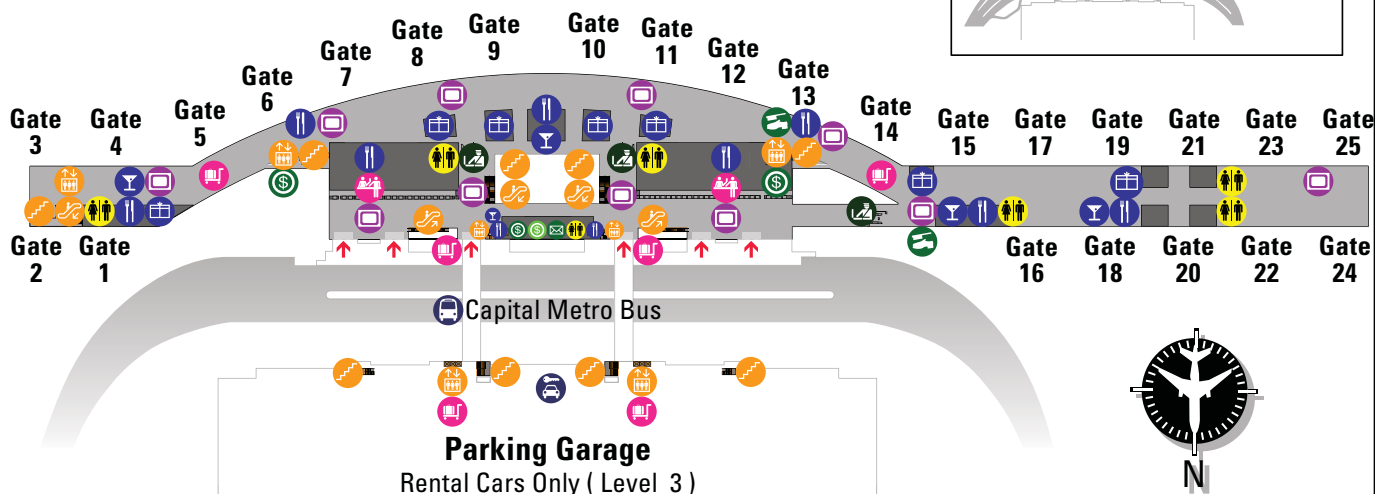 Gate
3
Gate
4
Gate
5
Gate
6
Gate
7
Gate
8
Gate
9
Gate
10
Gate
11
Gate
12
Gate
13
Gate
14
Gate
15
Gate
17
Gate
19
Gate
21
Gate
23
Gate
25
Gate
2
Gate
1
Gate
16
Gate
18
Gate
20
Gate
22
Gate
24
$
$
$
$
Capital Metro Bus
Parking Garage
Rental Cars Only ( Level 3 )
N